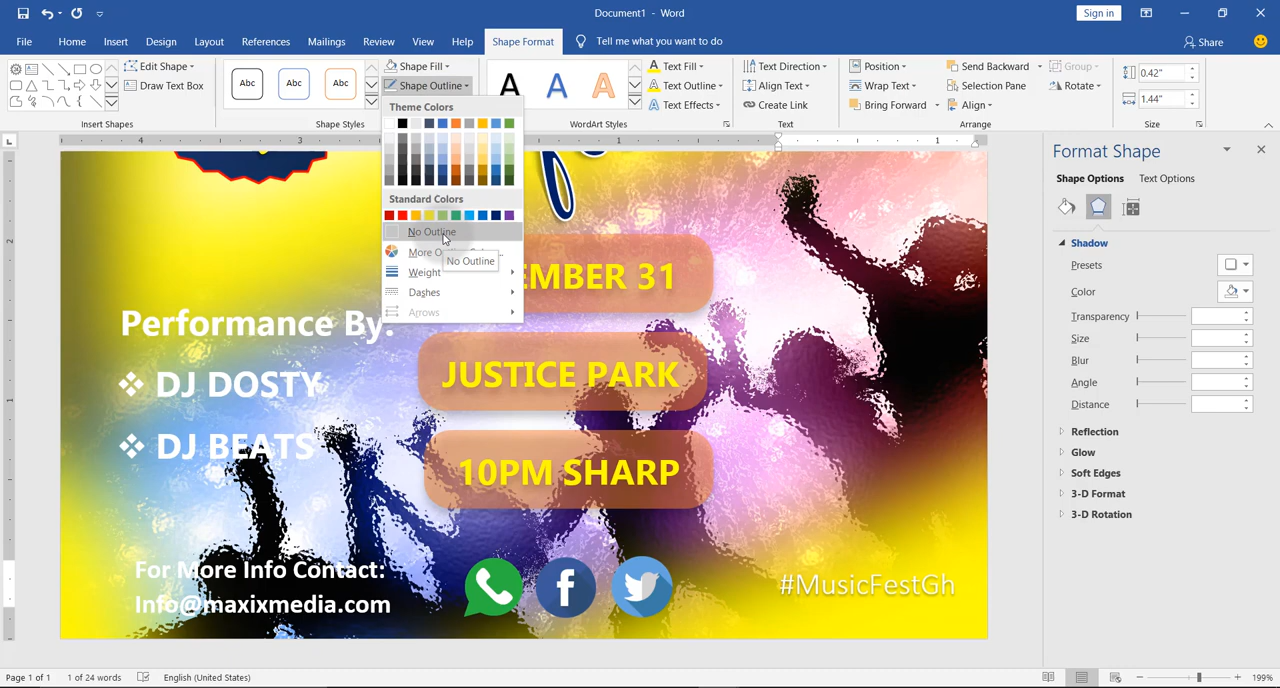 Document1 - Word
Sign in
File Home Insert Design Layout References Mailings Review View Help Shape Format Tell me what you want to do Share
Edit Shape
Draw Text Box
Insert Shapes
Abc Abc Abc
Shape Styles
Shape Fill
Shape Outline
A A A
WordArt Styles
Text Fill
Text Outline
Text Effects
Text Direction
Align Text
Create Link
Text
Position
Wrap Text
Bring Forward
Send Backward
Selection Pane
Align
Group
Rotate
Arrange
0.42"
1.44"
Size
Theme Colors
Standard Colors
No Outline
More
No Outline
Weight
Dashes
Arrows
4 3 1 1
2
1
EMBER 31
Performance By:
JUSTICE PARK
❖ DJ DOSTY
❖ DJ BEATS
10PM SHARP
For More Info Contact:
Info@maxixmedia.com
#MusicFestGh
Format Shape
Shape Options Text Options
Shadow
Presets
Color
Transparency
Size
Blur
Angle
Distance
Reflection
Glow
Soft Edges
3-D Format
3-D Rotation
Page 1 of 1 1 of 24 words English (United States) 199%